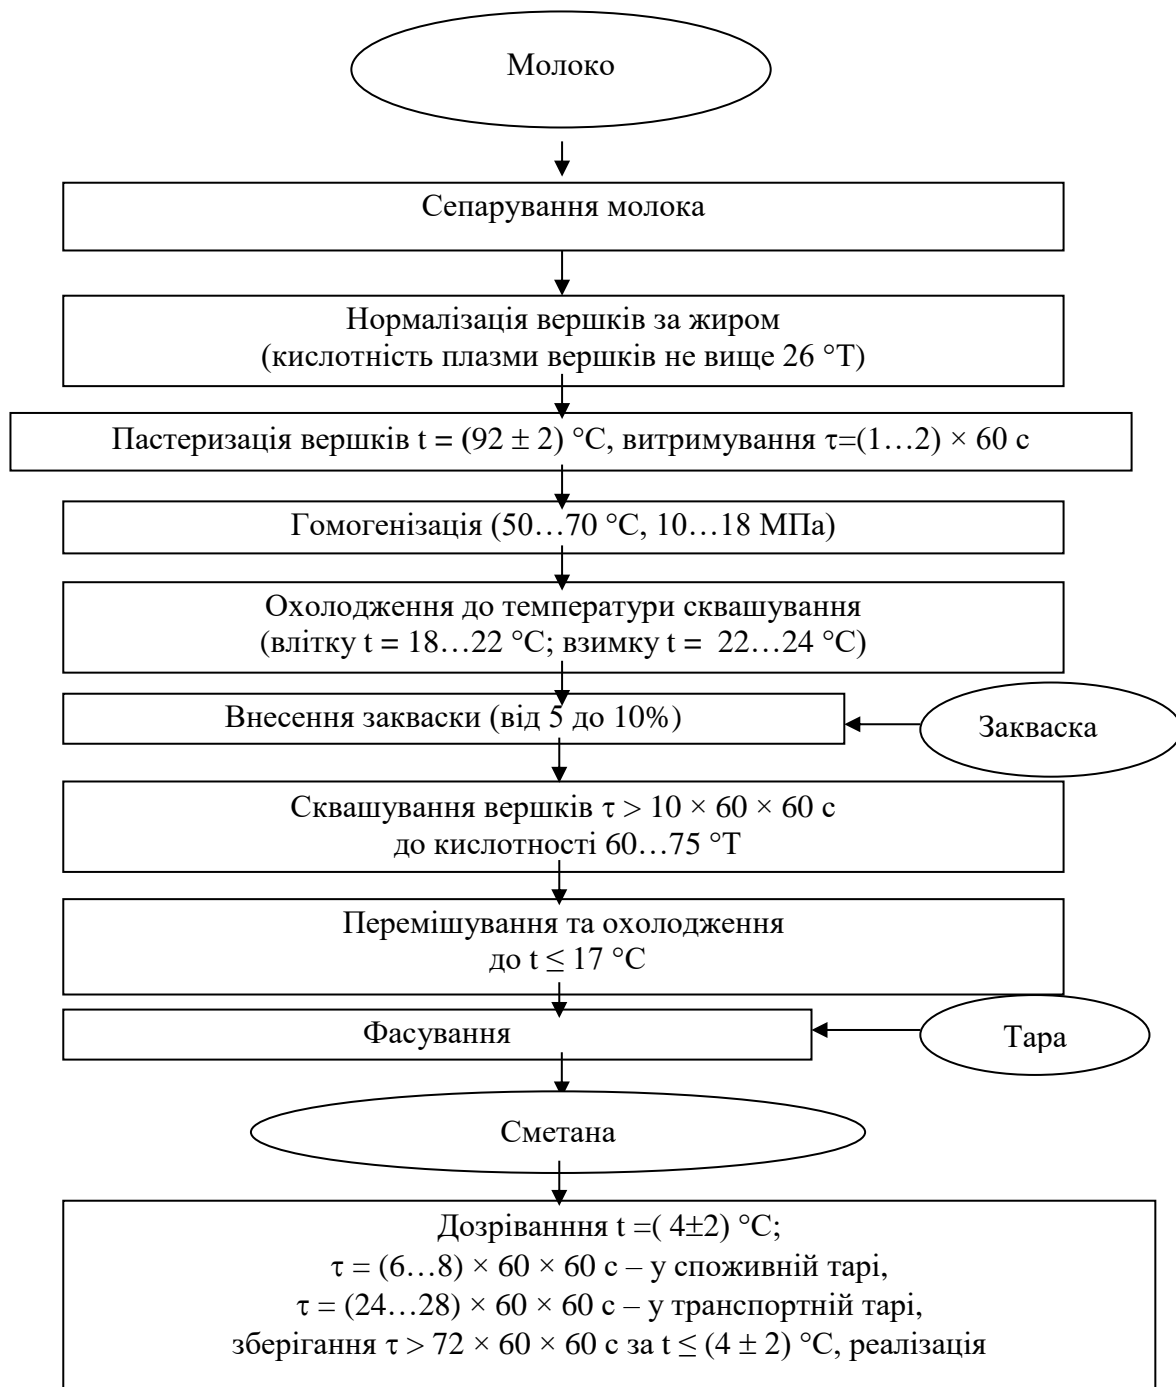 Молоко
Сепарування молока
Нормалізація вершків за жиром
(кислотність плазми вершків не вище 26 °Т)
Пастеризація вершків t = (92 ± 2) °С, витримування τ=(1…2) × 60 с
Гомогенізація (50…70 °С, 10…18 МПа)
Охолодження до температури сквашування
(влітку t = 18…22 °С; взимку t = 22…24 °С)
Внесення закваски (від 5 до 10%)
Закваска
Сквашування вершків τ > 10 × 60 × 60 с
до кислотності 60…75 °Т
Перемішування та охолодження
до t ≤ 17 °С
Фасування
Тара
Сметана
Дозріванння t =( 4±2) °С;
τ = (6…8) × 60 × 60 с – у споживній тарі,
τ = (24…28) × 60 × 60 с – у транспортній тарі,
зберігання τ > 72 × 60 × 60 с за t ≤ (4 ± 2) °С, реалізація